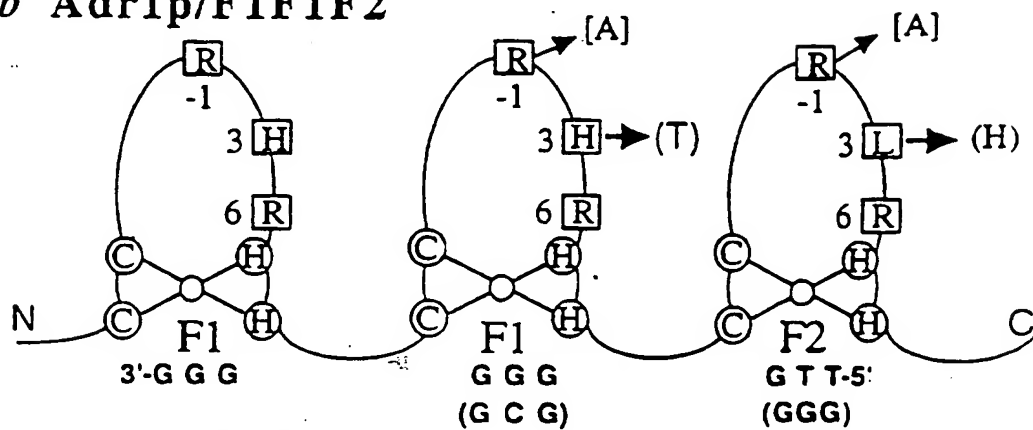 b Adr1p/F1F1F2
R R [A] R [A]
-1 -1 -1
3 H 3 H (T) 3 L (H)
6 R 6 R 6 R
C H C H C H
N C H C H C H C
F1 F1 F2
3'-G G G G G G G T T-5'
(G C G) (GGG)